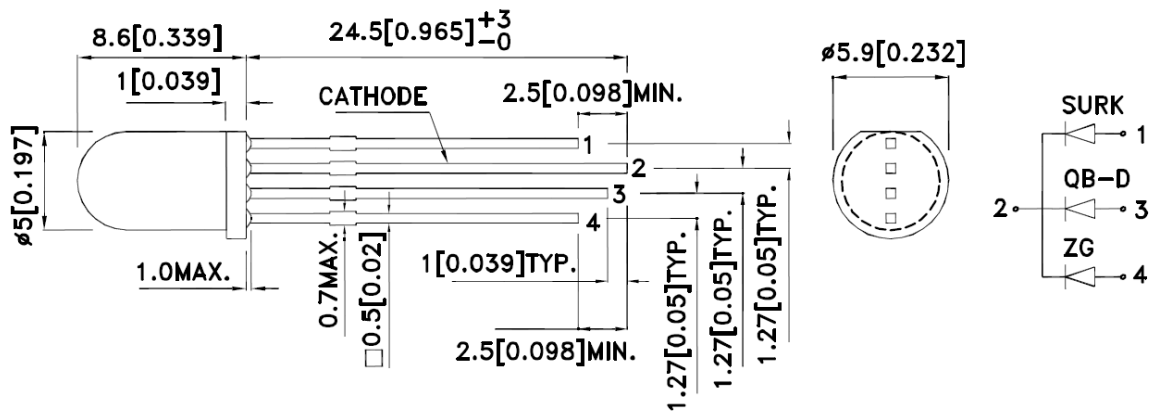 8.6[0.339]
24.5[0.965]+3
-0
ø5.9[0.232]
1[0.039]
CATHODE
2.5[0.098]MIN.
SURK
1
1
2
3
4
ø5[0.197]
QB-D
2
3
ZG
4
1.0MAX.
0.7MAX.
□0.5[0.02]
1[0.039]TYP.
2.5[0.098]MIN.
1.27[0.05]TYP.
1.27[0.05]TYP.
1.27[0.05]TYP.